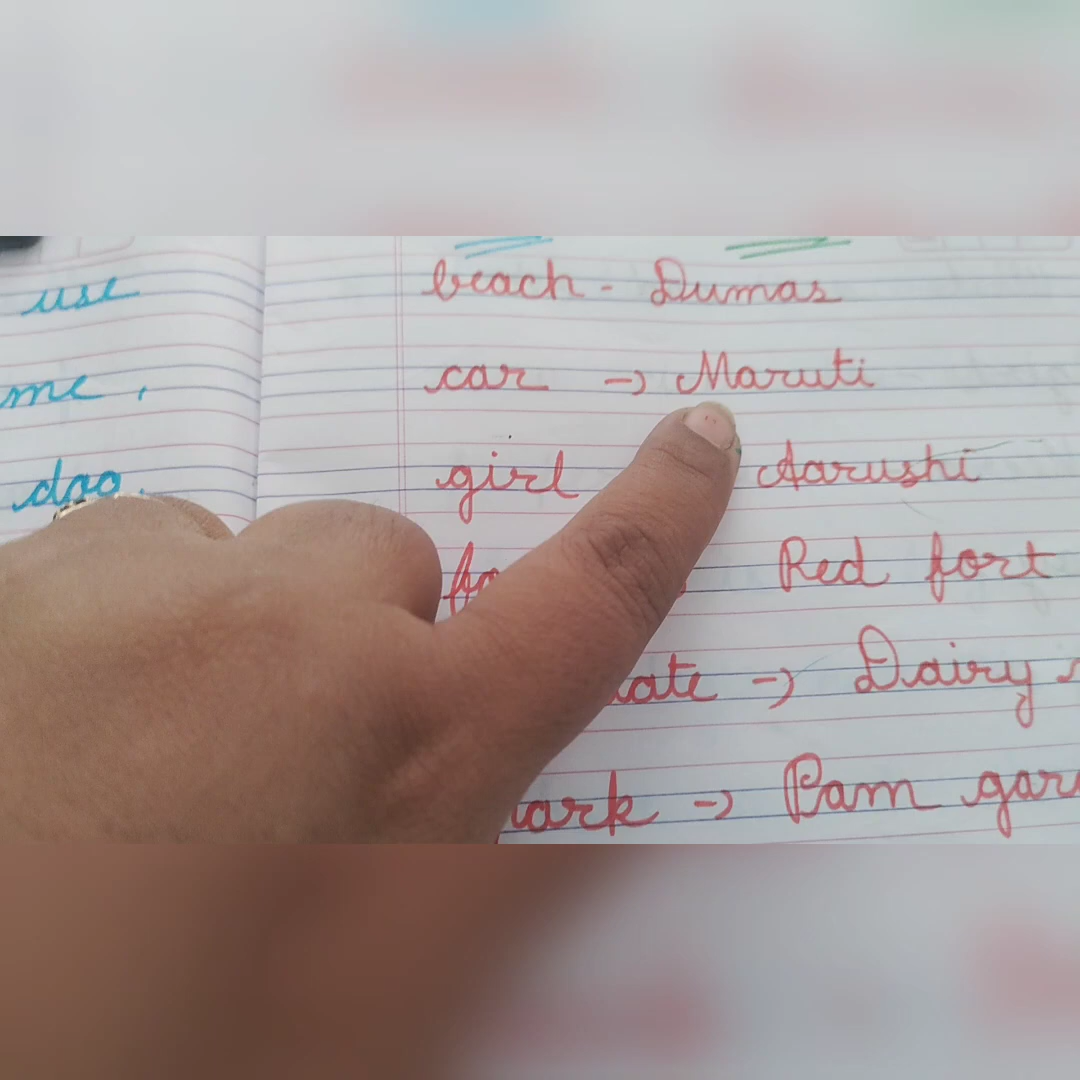 use
me,
dog.
beach - Dumas
car → Maruti
girl Aarushi
Red fort
→ Dairy
→ Pam